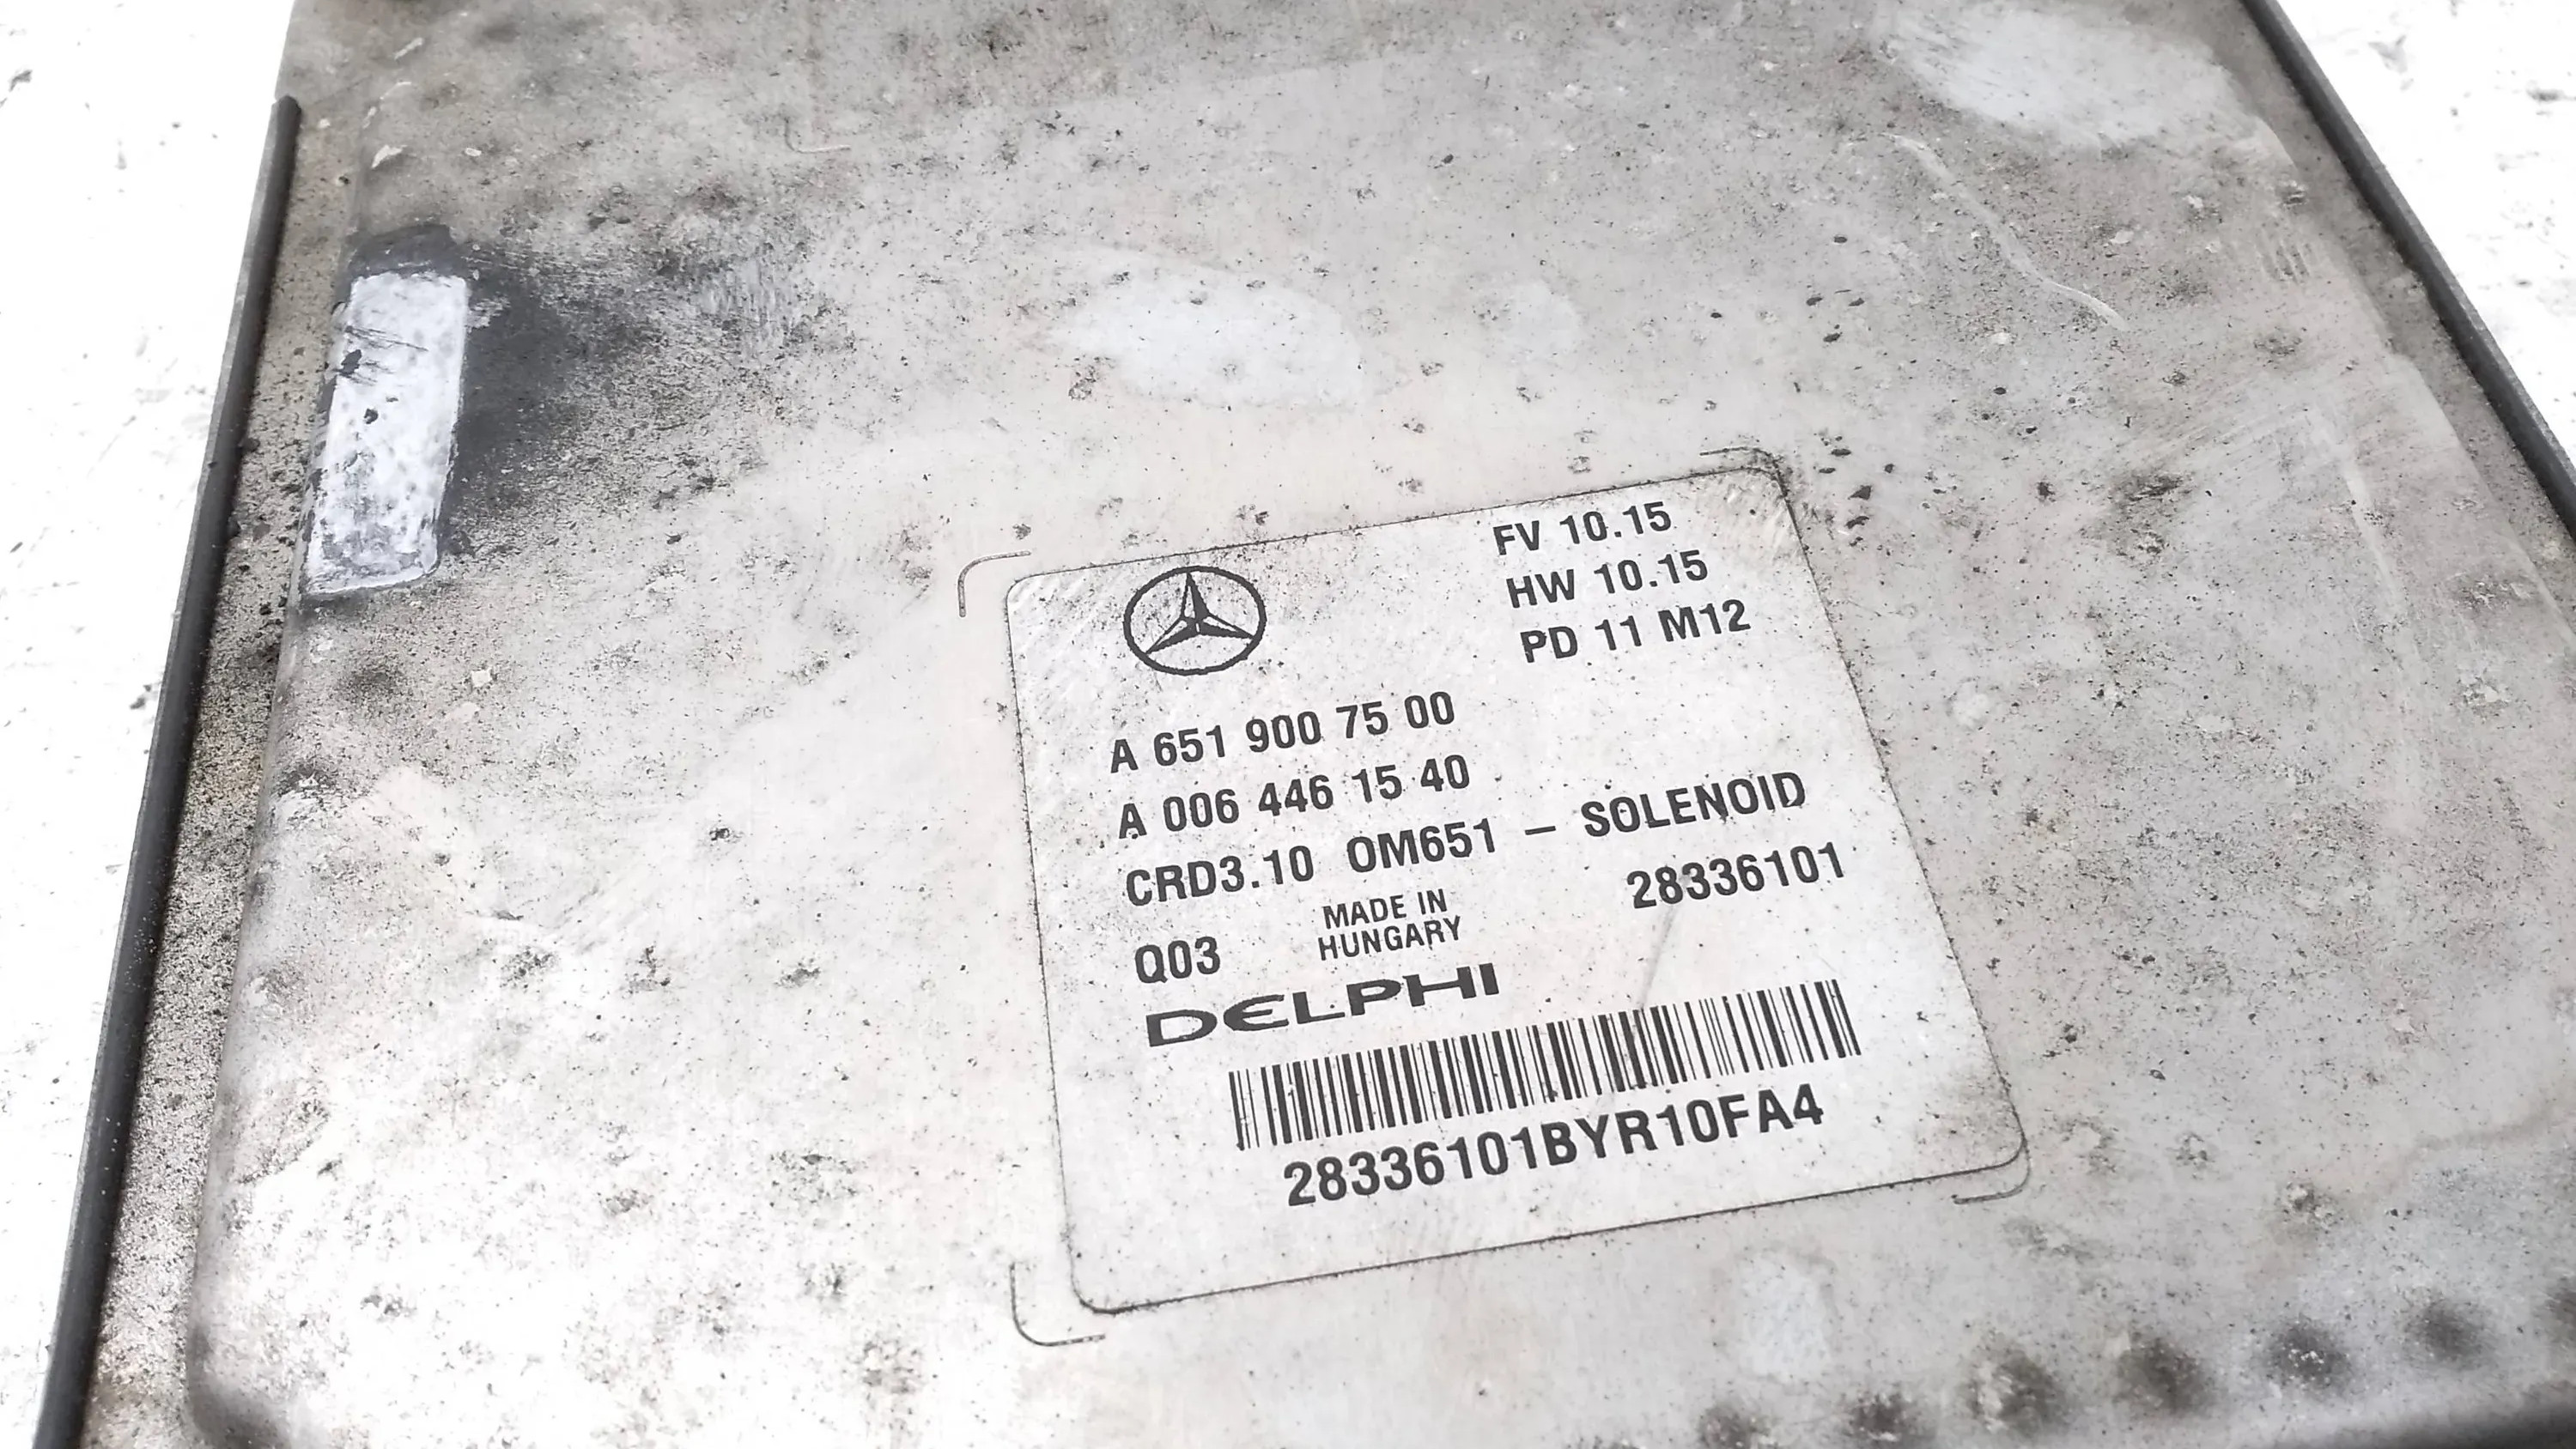 FV 10.15
HW 10.15
PD 11 M12
A 651 900 75 00
A 006 446 15 40
CRD3.10 OM651 – SOLENOID
28336101
Q03
MADE IN
HUNGARY
DELPHI
28336101BYR10FA4